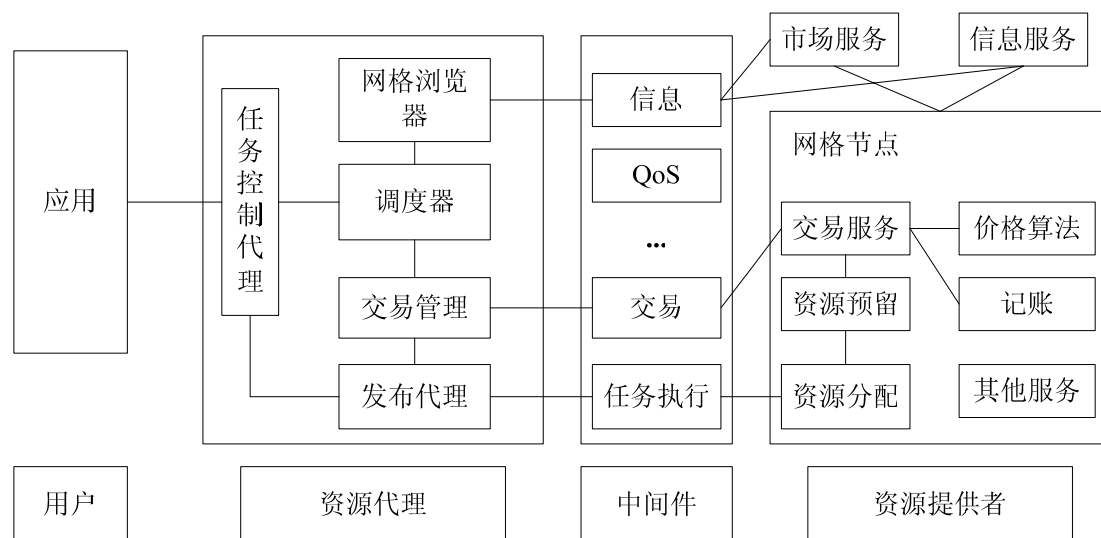 应用
任务控制代理
网格浏览
器
调度器
交易管理
发布代理
信息
QoS
...
交易
任务执行
市场服务
信息服务
网格节点
交易服务
价格算法
资源预留
记账
资源分配
其他服务
用户
资源代理
中间件
资源提供者